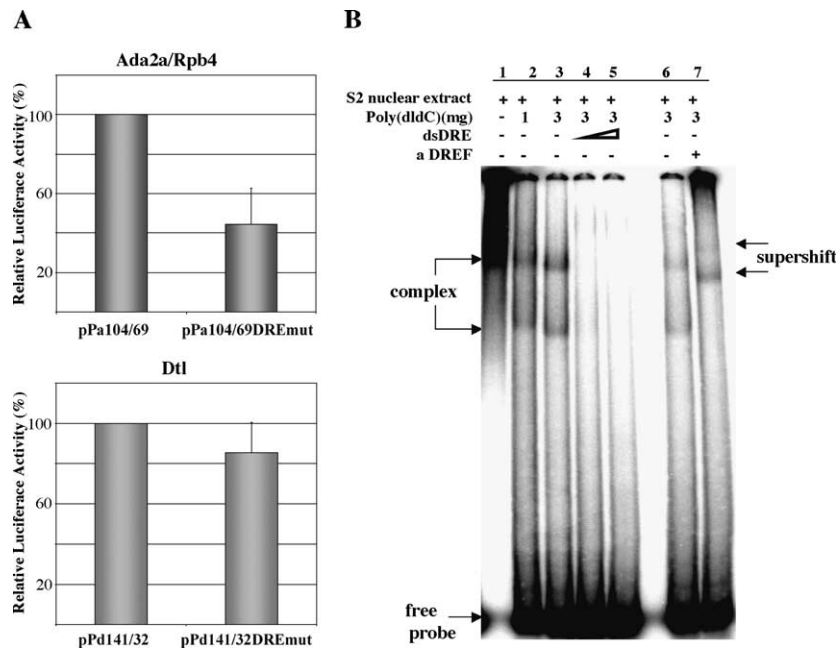 A
Ada2a/Rpb4
Relative Luciferace Activity (%)
100
60
20
pPa104/69 pPa104/69DREmut
Dtl
Relative Luciferace Activity (%)
100
60
20
pPd141/32 pPd141/32DREmut
B
1 2 3 4 5 6 7
S2 nuclear extract + + + + + + +
Poly(dIdC)(mg) - 1 3 3 3 3 3
dsDRE - - - - -
a DREF - - - - - - +
complex
supershift
free
probe